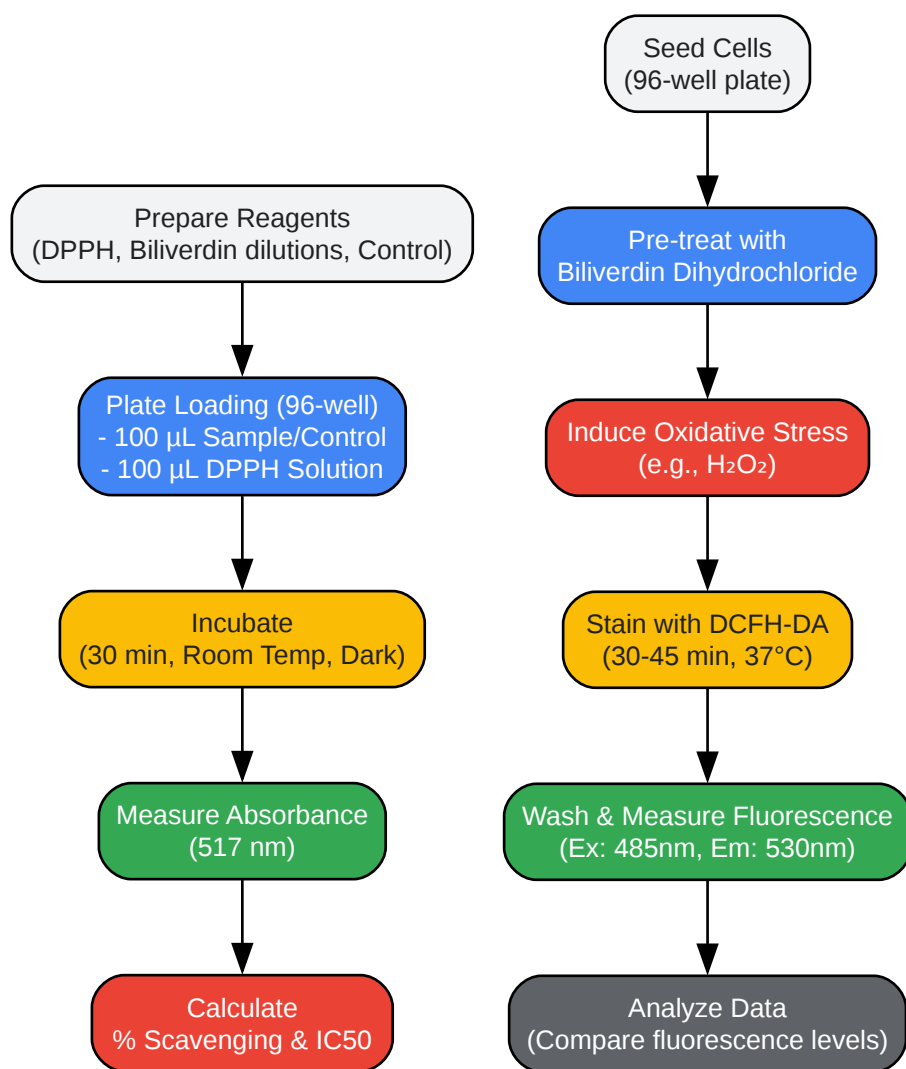 Prepare Reagents
(DPPH, Biliverdin dilutions, Control)
Plate Loading (96-well)
- 100 µL Sample/Control
- 100 µL DPPH Solution
Incubate
(30 min, Room Temp, Dark)
Measure Absorbance
(517 nm)
Calculate
% Scavenging & IC50
Seed Cells
(96-well plate)
Pre-treat with
Biliverdin Dihydrochloride
Induce Oxidative Stress
(e.g., H₂O₂)
Stain with DCFH-DA
(30-45 min, 37°C)
Wash & Measure Fluorescence
(Ex: 485nm, Em: 530nm)
Analyze Data
(Compare fluorescence levels)